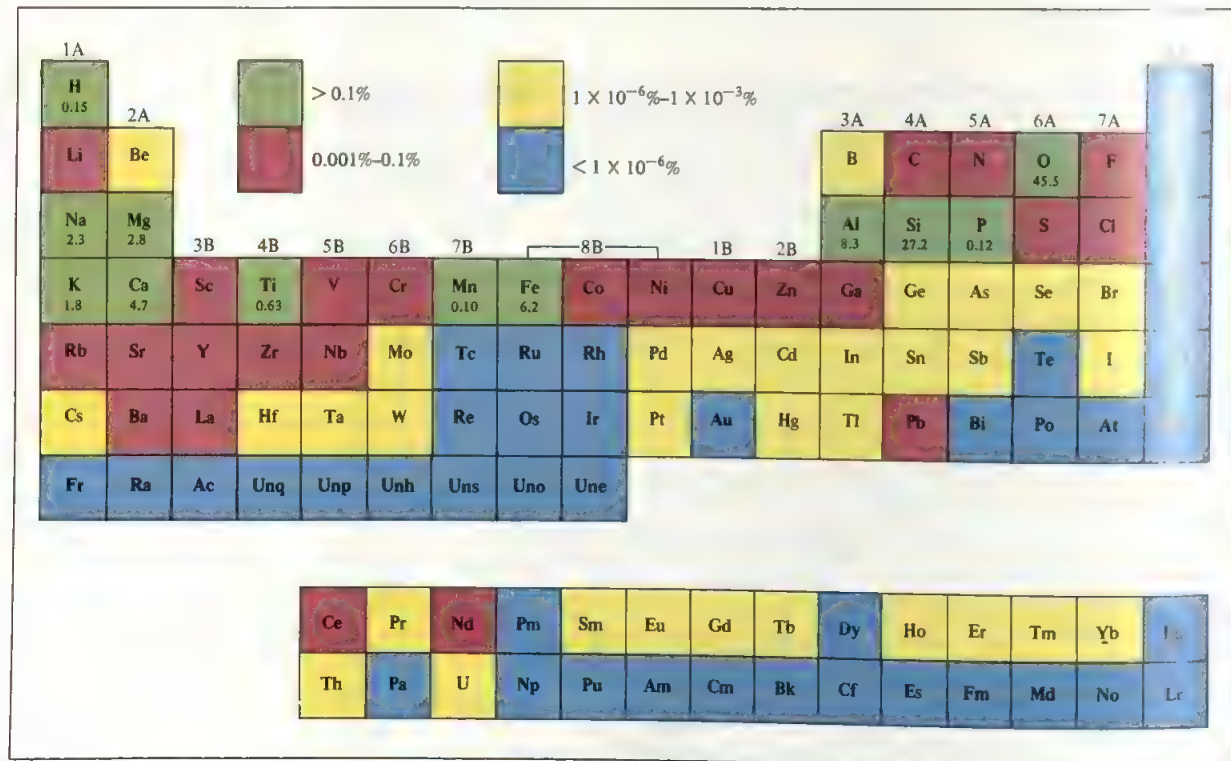 1A
H
0.15
> 0.1%
1 × 10⁻⁶%–1 × 10⁻³%
2A
3A 4A 5A 6A 7A
Li Be
0.001%–0.1%
< 1 × 10⁻⁶%
B C N O F
45.5
Na Mg
2.3 2.8
Al Si P S Cl
8.3 27.2 0.12
3B 4B 5B 6B 7B 8B 1B 2B
K Ca Sc Ti V Cr Mn Fe Co Ni Cu Zn Ga Ge As Se Br
1.8 4.7 0.63 0.10 6.2
Rb Sr Y Zr Nb Mo Tc Ru Rh Pd Ag Cd In Sn Sb Te I
Cs Ba La Hf Ta W Re Os Ir Pt Au Hg Tl Pb Bi Po At
Fr Ra Ac Unq Unp Unh Uns Uno Une
Ce Pr Nd Pm Sm Eu Gd Tb Dy Ho Er Tm Yb
Th Pa U Np Pu Am Cm Bk Cf Es Fm Md No Lr